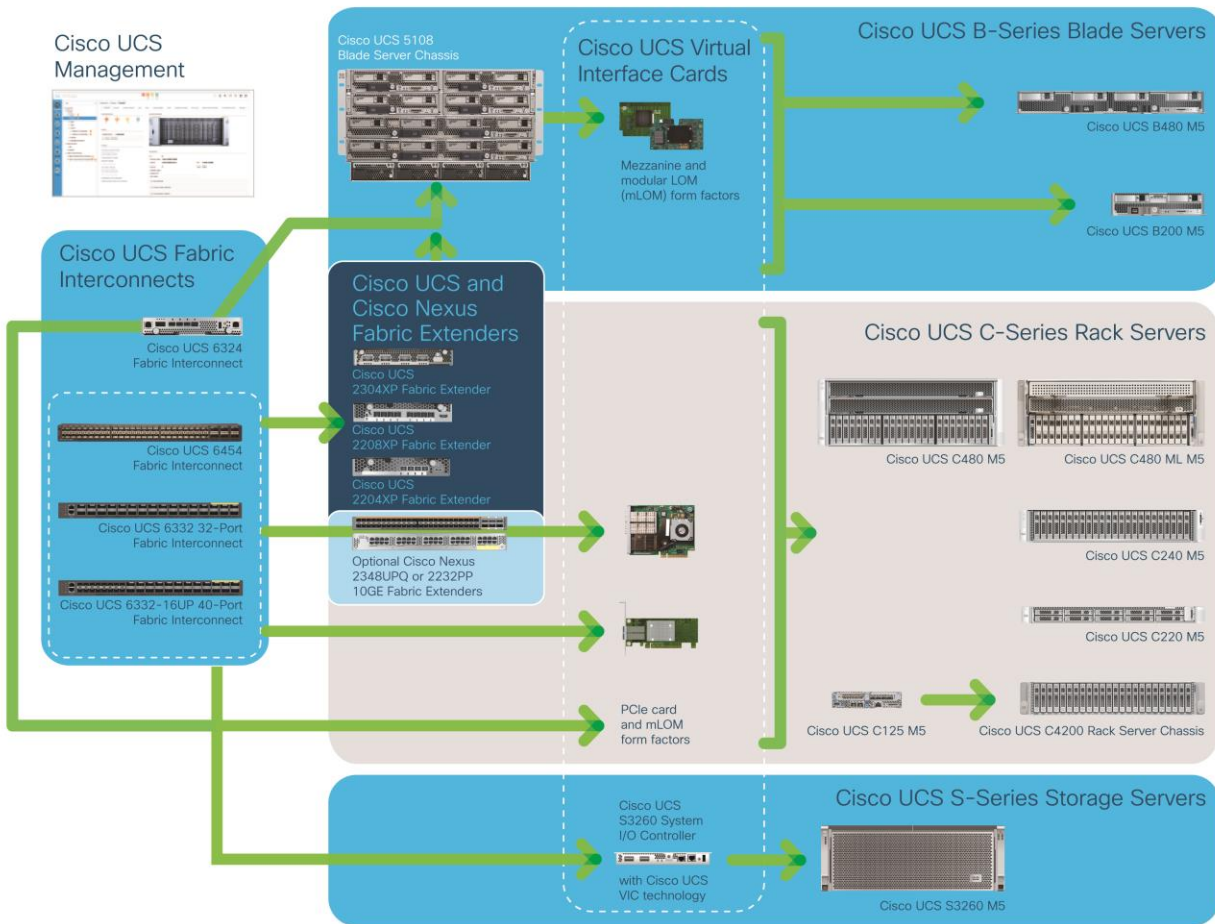 Cisco UCS
Management
Cisco UCS 5108
Blade Server Chassis
Cisco UCS Virtual
Interface Cards
Mezzanine and
modular LOM
(mLOM) form factors
Cisco UCS B-Series Blade Servers
Cisco UCS B480 M5
Cisco UCS B200 M5
Cisco UCS Fabric
Interconnects
Cisco UCS 6324
Fabric Interconnect
Cisco UCS 6454
Fabric Interconnect
Cisco UCS 6332 32-Port
Fabric Interconnect
Cisco UCS 6332-16UP 40-Port
Fabric Interconnect
Cisco UCS and
Cisco Nexus
Fabric Extenders
Cisco UCS
2304XP Fabric Extender
Cisco UCS
2208XP Fabric Extender
Cisco UCS
2204XP Fabric Extender
Optional Cisco Nexus
2348UPQ or 2232PP
10GE Fabric Extenders
PCIe card
and mLOM
form factors
Cisco UCS C-Series Rack Servers
Cisco UCS C480 M5
Cisco UCS C480 ML M5
Cisco UCS C240 M5
Cisco UCS C220 M5
Cisco UCS C125 M5
Cisco UCS C4200 Rack Server Chassis
Cisco UCS S-Series Storage Servers
Cisco UCS
S3260 System
I/O Controller
with Cisco UCS
VIC technology
Cisco UCS S3260 M5